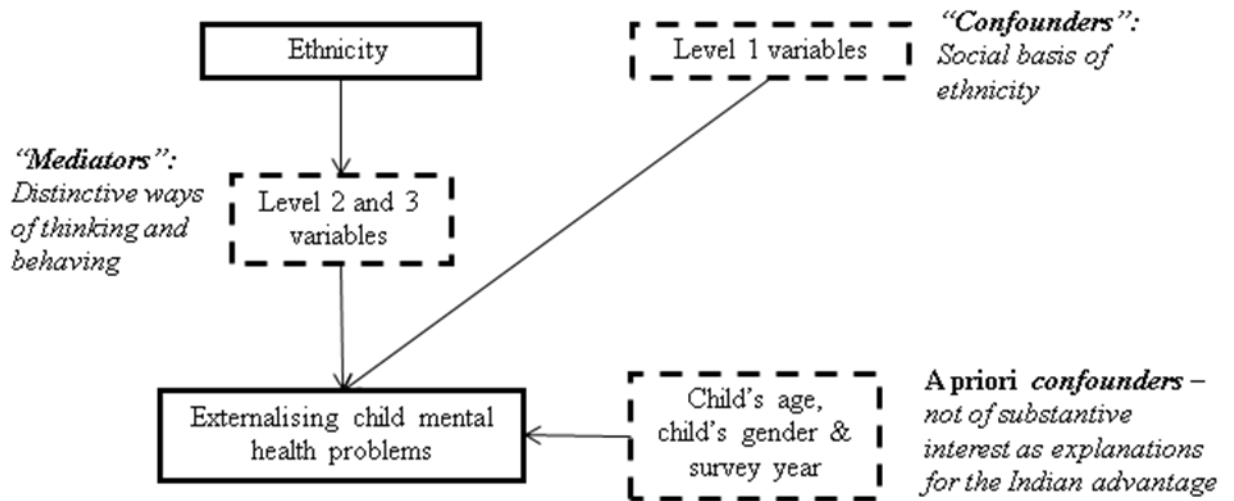 Ethnicity
Level 1 variables
“Confounders”:
Social basis of
ethnicity
“Mediators”:
Distinctive ways
of thinking and
behaving
Level 2 and 3
variables
Externalising child mental
health problems
Child’s age,
child’s gender &
survey year
A priori confounders –
not of substantive
interest as explanations
for the Indian advantage